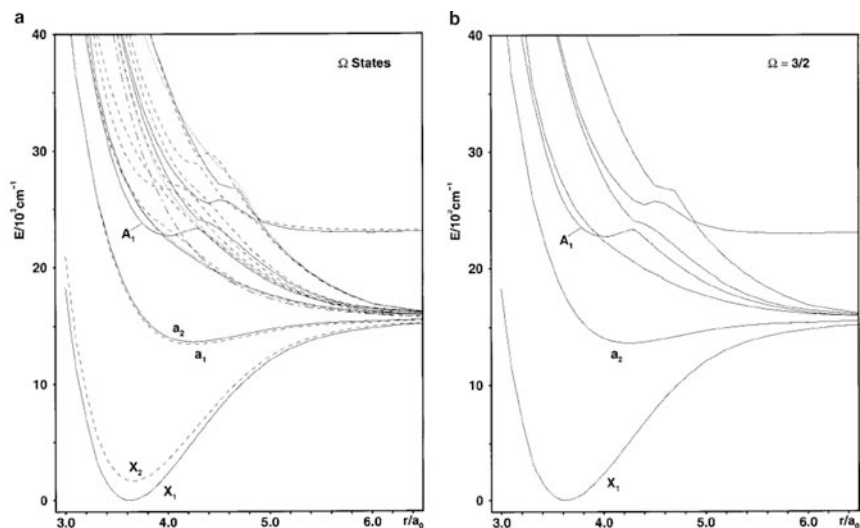 a
E/10³cm⁻¹
40
30
20
10
0
3.0 4.0 5.0 6.0 r/a₀
Ω States
A₁
a₂
a₁
X₂
X₁
b
E/10³cm⁻¹
40
30
20
10
0
3.0 4.0 5.0 6.0 r/a₀
Ω = 3/2
A₁
a₂
X₁